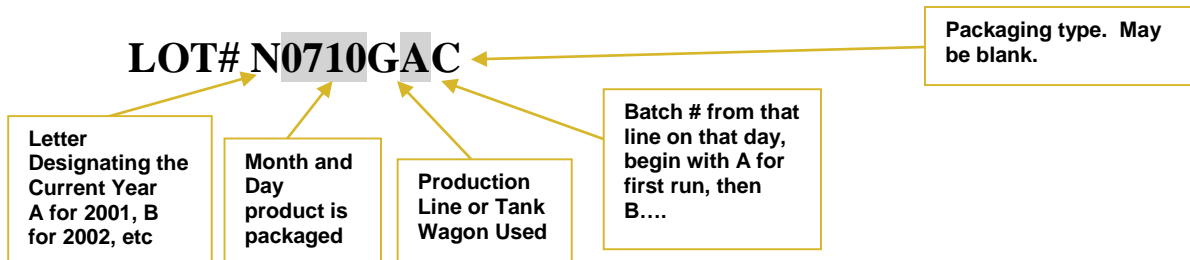 LOT# N0710GAC
Packaging type.  May
be blank.
Letter
Designating the
Current Year
A for 2001, B
for 2002, etc
Month and
Day
product is
packaged
Production
Line or Tank
Wagon Used
Batch # from that
line on that day,
begin with A for
first run, then
B….